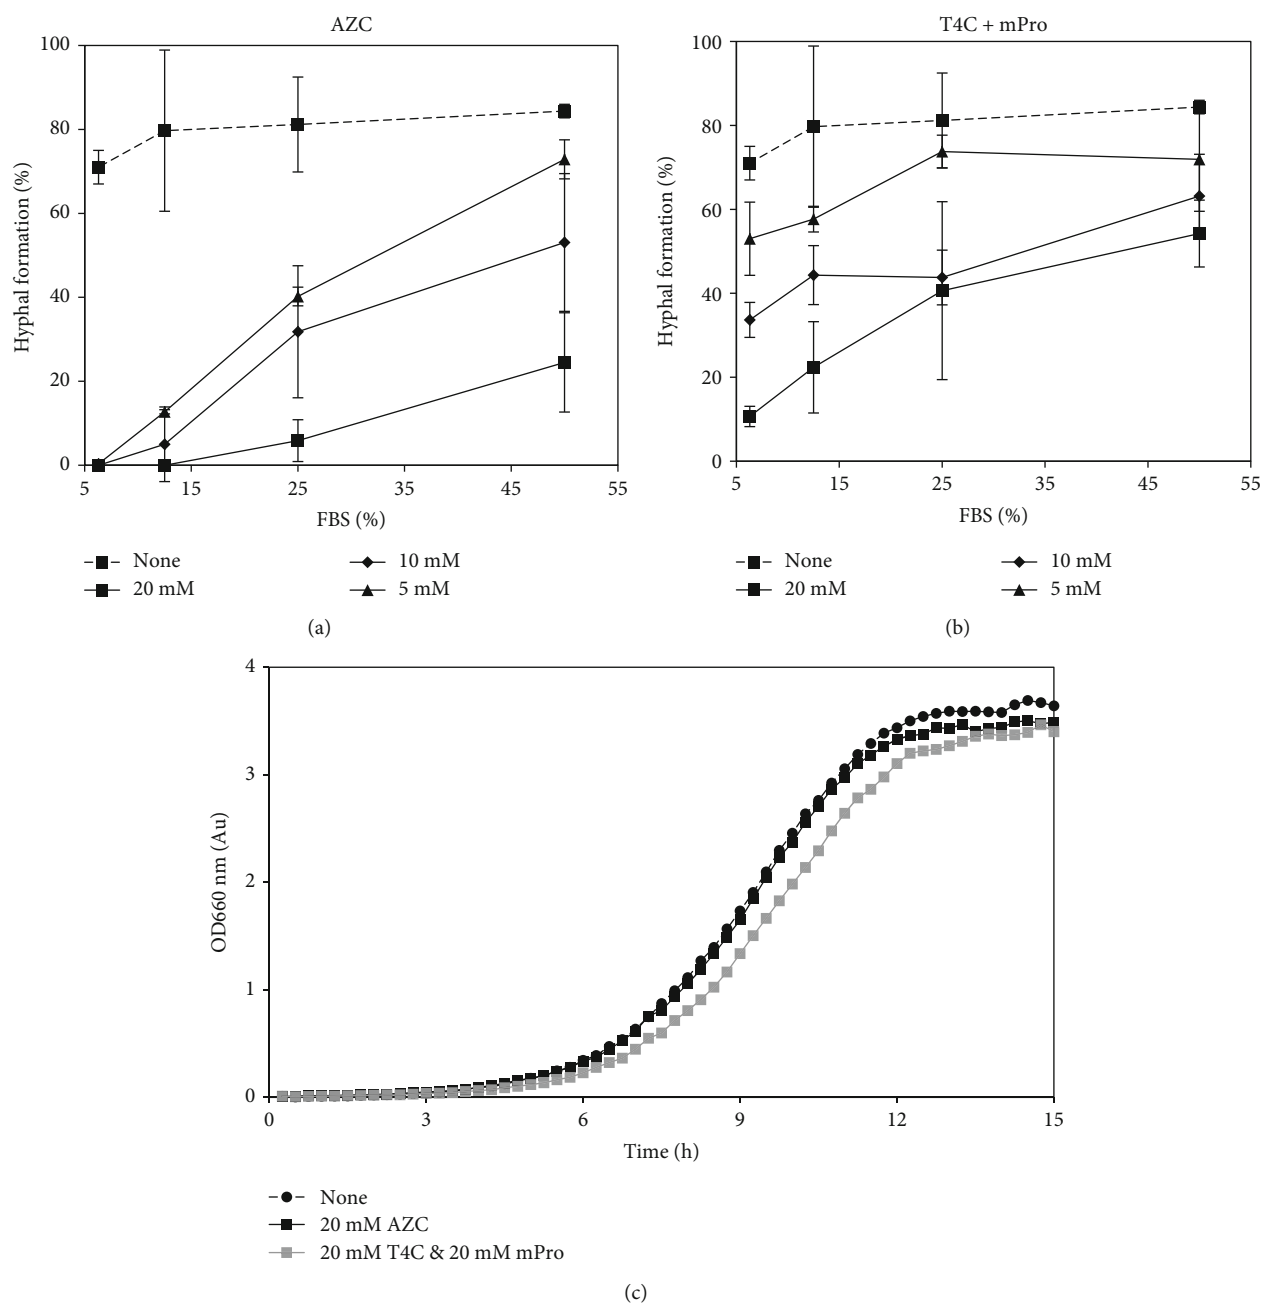 AZC
100
80
60
40
20
0
Hyphal formation (%)
5 15 25 35 45 55
FBS (%)
None
20 mM
10 mM
5 mM
(a)
T4C + mPro
100
80
60
40
20
0
Hyphal formation (%)
5 15 25 35 45 55
FBS (%)
None
20 mM
10 mM
5 mM
(b)
4
3
2
1
0
OD660 nm (Au)
0 3 6 9 12 15
Time (h)
None
20 mM AZC
20 mM T4C & 20 mM mPro
(c)